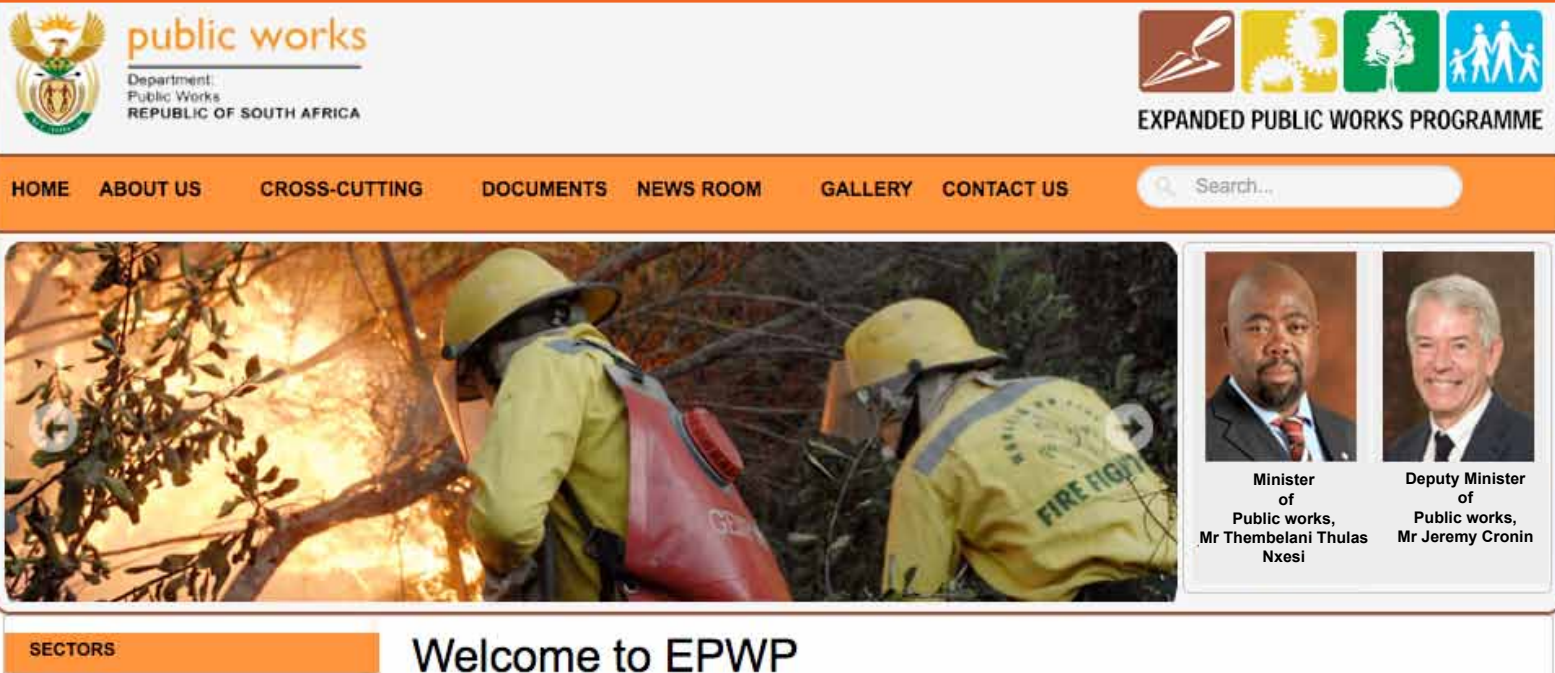 public works
Department:
Public Works
REPUBLIC OF SOUTH AFRICA
EXPANDED PUBLIC WORKS PROGRAMME
HOME ABOUT US CROSS-CUTTING DOCUMENTS NEWS ROOM GALLERY CONTACT US Search...
FIRE
Minister
of
Public works,
Mr Thembelani Thulas
Nxesi
Deputy Minister
of
Public works,
Mr Jeremy Cronin
SECTORS
Welcome to EPWP